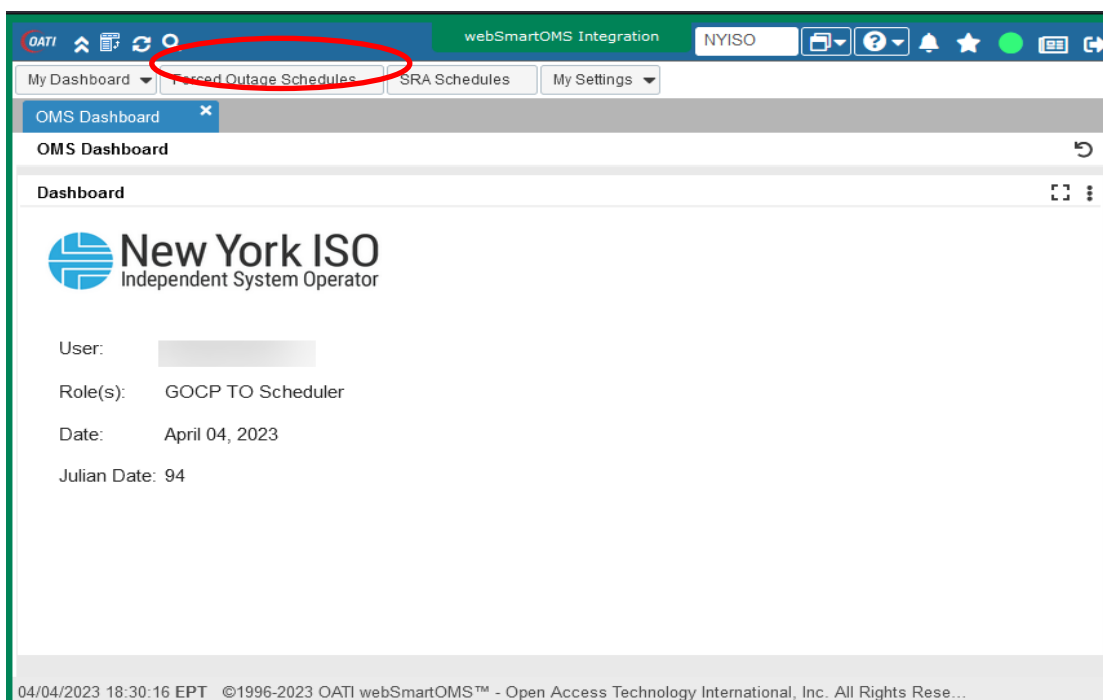 OATI webSmartOMS Integration NYISO
My Dashboard Forced Outage Schedules SRA Schedules My Settings
OMS Dashboard
OMS Dashboard
Dashboard
New York ISO
Independent System Operator
User:
Role(s): GOCP TO Scheduler
Date: April 04, 2023
Julian Date: 94
04/04/2023 18:30:16 EPT ©1996-2023 OATI webSmartOMS™ - Open Access Technology International, Inc. All Rights Rese...